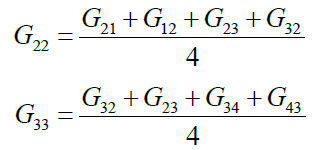 G₂₂ = (G₂₁ + G₁₂ + G₂₃ + G₃₂) / 4
G₃₃ = (G₃₂ + G₂₃ + G₃₄ + G₄₃) / 4